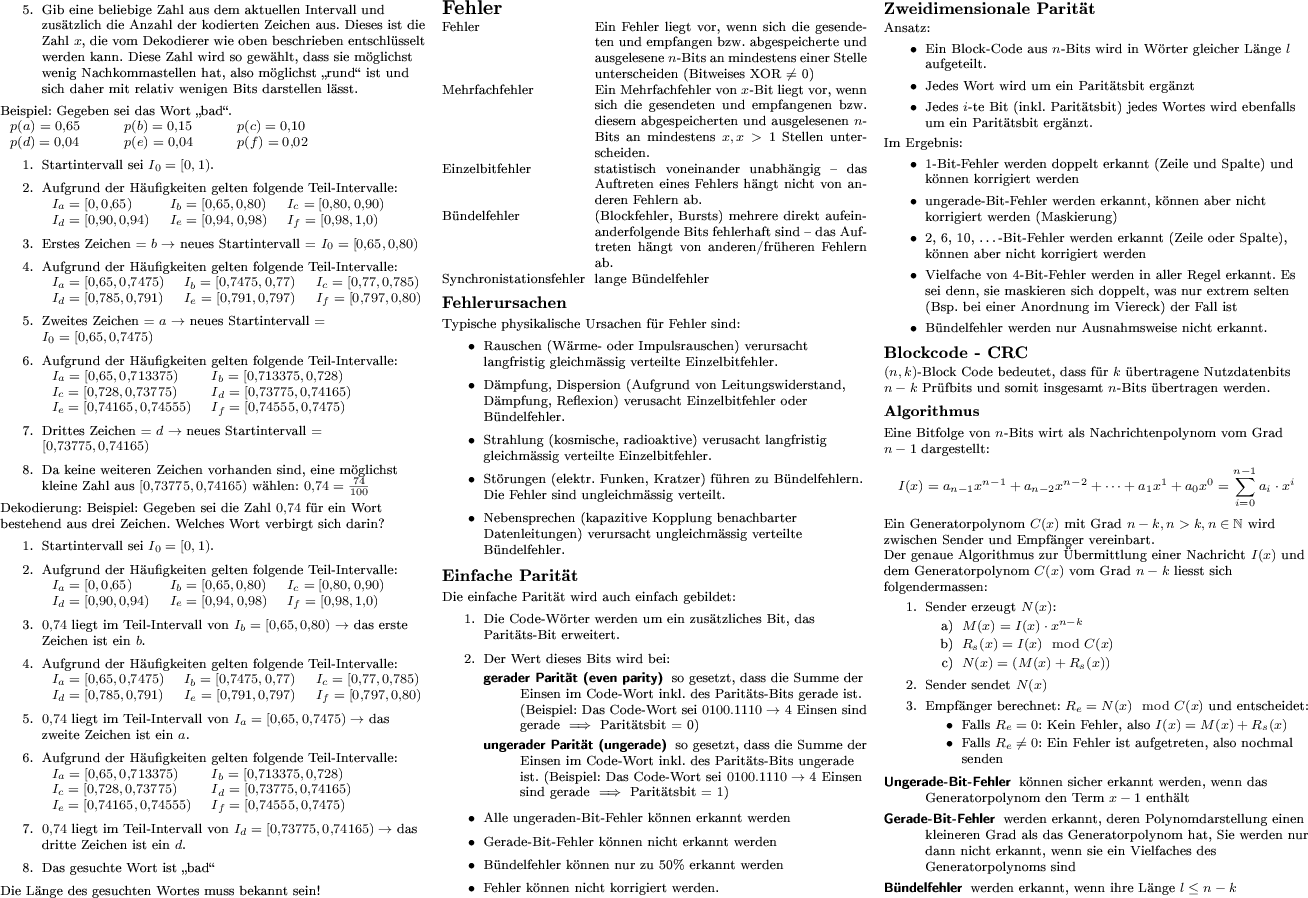 5. Gib eine beliebige Zahl aus dem aktuellen Intervall und
zusätzlich die Anzahl der kodierten Zeichen aus. Dieses ist die
Zahl x, die vom Dekodierer wie oben beschrieben entschlüsselt
werden kann. Diese Zahl wird so gewählt, dass sie möglichst
wenig Nachkommastellen hat, also möglichst „rund“ ist und
sich daher mit relativ wenigen Bits darstellen lässt.
Beispiel: Gegeben sei das Wort „bad“.
p(a) = 0,65 p(b) = 0,15 p(c) = 0,10
p(d) = 0,04 p(e) = 0,04 p(f) = 0,02
1. Startintervall sei I₀ = [0, 1).
2. Aufgrund der Häufigkeiten gelten folgende Teil-Intervalle:
I_a = [0, 0,65) I_b = [0,65, 0,80) I_c = [0,80, 0,90)
I_d = [0,90, 0,94) I_e = [0,94, 0,98) I_f = [0,98, 1,0)
3. Erstes Zeichen = b → neues Startintervall = I₀ = [0,65, 0,80)
4. Aufgrund der Häufigkeiten gelten folgende Teil-Intervalle:
I_a = [0,65, 0,7475) I_b = [0,7475, 0,77) I_c = [0,77, 0,785)
I_d = [0,785, 0,791) I_e = [0,791, 0,797) I_f = [0,797, 0,80)
5. Zweites Zeichen = a → neues Startintervall =
I₀ = [0,65, 0,7475)
6. Aufgrund der Häufigkeiten gelten folgende Teil-Intervalle:
I_a = [0,65, 0,713375) I_b = [0,713375, 0,728)
I_c = [0,728, 0,73775) I_d = [0,73775, 0,74165)
I_e = [0,74165, 0,74555) I_f = [0,74555, 0,7475)
7. Drittes Zeichen = d → neues Startintervall =
[0,73775, 0,74165)
8. Da keine weiteren Zeichen vorhanden sind, eine möglichst
kleine Zahl aus [0,73775, 0,74165) wählen: 0,74 = 74/100
Dekodierung: Beispiel: Gegeben sei die Zahl 0,74 für ein Wort
bestehend aus drei Zeichen. Welches Wort verbirgt sich darin?
1. Startintervall sei I₀ = [0, 1).
2. Aufgrund der Häufigkeiten gelten folgende Teil-Intervalle:
I_a = [0, 0,65) I_b = [0,65, 0,80) I_c = [0,80, 0,90)
I_d = [0,90, 0,94) I_e = [0,94, 0,98) I_f = [0,98, 1,0)
3. 0,74 liegt im Teil-Intervall von I_b = [0,65, 0,80) → das erste
Zeichen ist ein b.
4. Aufgrund der Häufigkeiten gelten folgende Teil-Intervalle:
I_a = [0,65, 0,7475) I_b = [0,7475, 0,77) I_c = [0,77, 0,785)
I_d = [0,785, 0,791) I_e = [0,791, 0,797) I_f = [0,797, 0,80)
5. 0,74 liegt im Teil-Intervall von I_a = [0,65, 0,7475) → das
zweite Zeichen ist ein a.
6. Aufgrund der Häufigkeiten gelten folgende Teil-Intervalle:
I_a = [0,65, 0,713375) I_b = [0,713375, 0,728)
I_c = [0,728, 0,73775) I_d = [0,73775, 0,74165)
I_e = [0,74165, 0,74555) I_f = [0,74555, 0,7475)
7. 0,74 liegt im Teil-Intervall von I_d = [0,73775, 0,74165) → das
dritte Zeichen ist ein d.
8. Das gesuchte Wort ist „bad“
Die Länge des gesuchten Wortes muss bekannt sein!
Fehler
Fehler Ein Fehler liegt vor, wenn sich die gesende-
ten und empfangen bzw. abgespeicherte und
ausgelesene n-Bits an mindestens einer Stelle
unterscheiden (Bitweises XOR ≠ 0)
Mehrfachfehler Ein Mehrfachfehler von x-Bit liegt vor, wenn
sich die gesendeten und empfangenen bzw.
diesem abgespeicherten und ausgelesenen n-
Bits an mindestens x, x > 1 Stellen unter-
scheiden.
Einzelbitfehler statistisch voneinander unabhängig – das
Auftreten eines Fehlers hängt nicht von an-
deren Fehlern ab.
Bündelfehler (Blockfehler, Bursts) mehrere direkt aufein-
anderfolgende Bits fehlerhaft sind – das Auf-
treten hängt von anderen/früheren Fehlern
ab.
Synchronistationsfehler lange Bündelfehler
Fehlerursachen
Typische physikalische Ursachen für Fehler sind:
• Rauschen (Wärme- oder Impulsrauschen) verursacht
langfristig gleichmässig verteilte Einzelbitfehler.
• Dämpfung, Dispersion (Aufgrund von Leitungswiderstand,
Dämpfung, Reflexion) verusacht Einzelbitfehler oder
Bündelfehler.
• Strahlung (kosmische, radioaktive) verusacht langfristig
gleichmässig verteilte Einzelbitfehler.
• Störungen (elektr. Funken, Kratzer) führen zu Bündelfehlern.
Die Fehler sind ungleichmässig verteilt.
• Nebensprechen (kapazitive Kopplung benachbarter
Datenleitungen) verursacht ungleichmässig verteilte
Bündelfehler.
Einfache Parität
Die einfache Parität wird auch einfach gebildet:
1. Die Code-Wörter werden um ein zusätzliches Bit, das
Paritäts-Bit erweitert.
2. Der Wert dieses Bits wird bei:
gerader Parität (even parity) so gesetzt, dass die Summe der
Einsen im Code-Wort inkl. des Paritäts-Bits gerade ist.
(Beispiel: Das Code-Wort sei 0100.1110 → 4 Einsen sind
gerade ⟹ Paritätsbit = 0)
ungerader Parität (ungerade) so gesetzt, dass die Summe der
Einsen im Code-Wort inkl. des Paritäts-Bits ungerade
ist. (Beispiel: Das Code-Wort sei 0100.1110 → 4 Einsen
sind gerade ⟹ Paritätsbit = 1)
• Alle ungeraden-Bit-Fehler können erkannt werden
• Gerade-Bit-Fehler können nicht erkannt werden
• Bündelfehler können nur zu 50% erkannt werden
• Fehler können nicht korrigiert werden.
Zweidimensionale Parität
Ansatz:
• Ein Block-Code aus n-Bits wird in Wörter gleicher Länge l
aufgeteilt.
• Jedes Wort wird um ein Paritätsbit ergänzt
• Jedes i-te Bit (inkl. Paritätsbit) jedes Wortes wird ebenfalls
um ein Paritätsbit ergänzt.
Im Ergebnis:
• 1-Bit-Fehler werden doppelt erkannt (Zeile und Spalte) und
können korrigiert werden
• ungerade-Bit-Fehler werden erkannt, können aber nicht
korrigiert werden (Maskierung)
• 2, 6, 10, ...-Bit-Fehler werden erkannt (Zeile oder Spalte),
können aber nicht korrigiert werden
• Vielfache von 4-Bit-Fehler werden in aller Regel erkannt. Es
sei denn, sie maskieren sich doppelt, was nur extrem selten
(Bsp. bei einer Anordnung im Viereck) der Fall ist
• Bündelfehler werden nur Ausnahmsweise nicht erkannt.
Blockcode - CRC
(n, k)-Block Code bedeutet, dass für k übertragene Nutzdatenbits
n − k Prüfbits und somit insgesamt n-Bits übertragen werden.
Algorithmus
Eine Bitfolge von n-Bits wirt als Nachrichtenpolynom vom Grad
n − 1 dargestellt:
I(x) = a_{n−1}x^{n−1} + a_{n−2}x^{n−2} + ··· + a₁x¹ + a₀x⁰ = ∑_{i=0}^{n−1} a_i · x^i
Ein Generatorpolynom C(x) mit Grad n − k, n > k, n ∈ ℕ wird
zwischen Sender und Empfänger vereinbart.
Der genaue Algorithmus zur Übermittlung einer Nachricht I(x) und
dem Generatorpolynom C(x) vom Grad n − k liesst sich
folgendermassen:
1. Sender erzeugt N(x):
a) M(x) = I(x) · x^{n−k}
b) R_s(x) = I(x) mod C(x)
c) N(x) = (M(x) + R_s(x))
2. Sender sendet N(x)
3. Empfänger berechnet: R_e = N(x) mod C(x) und entscheidet:
• Falls R_e = 0: Kein Fehler, also I(x) = M(x) + R_s(x)
• Falls R_e ≠ 0: Ein Fehler ist aufgetreten, also nochmal
senden
Ungerade-Bit-Fehler können sicher erkannt werden, wenn das
Generatorpolynom den Term x − 1 enthält
Gerade-Bit-Fehler werden erkannt, deren Polynomdarstellung einen
kleineren Grad als das Generatorpolynom hat, Sie werden nur
dann nicht erkannt, wenn sie ein Vielfaches des
Generatorpolynoms sind
Bündelfehler werden erkannt, wenn ihre Länge l ≤ n − k